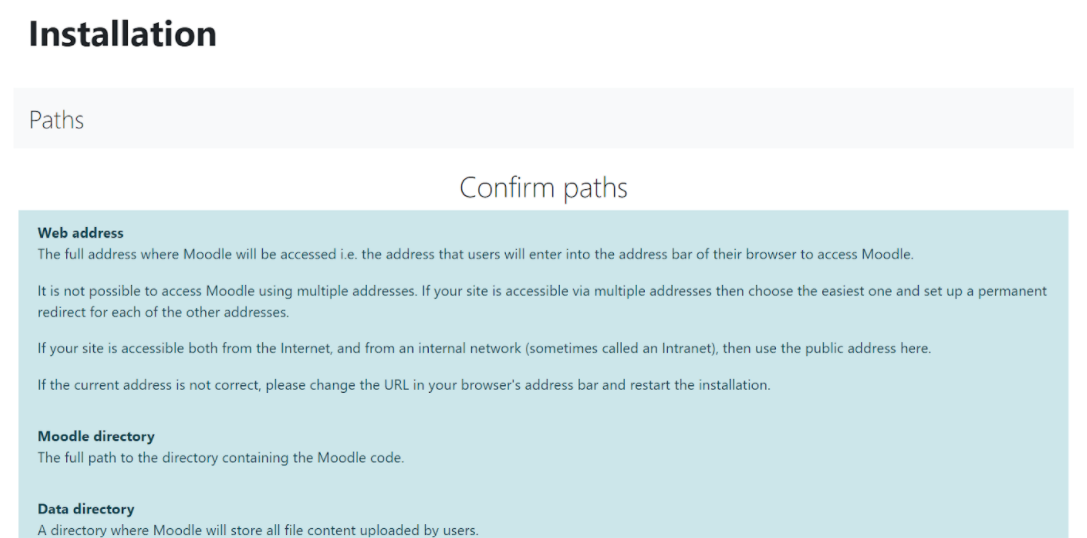 Installation
Paths
Confirm paths
Web address
The full address where Moodle will be accessed i.e. the address that users will enter into the address bar of their browser to access Moodle.
It is not possible to access Moodle using multiple addresses. If your site is accessible via multiple addresses then choose the easiest one and set up a permanent
redirect for each of the other addresses.
If your site is accessible both from the Internet, and from an internal network (sometimes called an Intranet), then use the public address here.
If the current address is not correct, please change the URL in your browser's address bar and restart the installation.
Moodle directory
The full path to the directory containing the Moodle code.
Data directory
A directory where Moodle will store all file content uploaded by users.